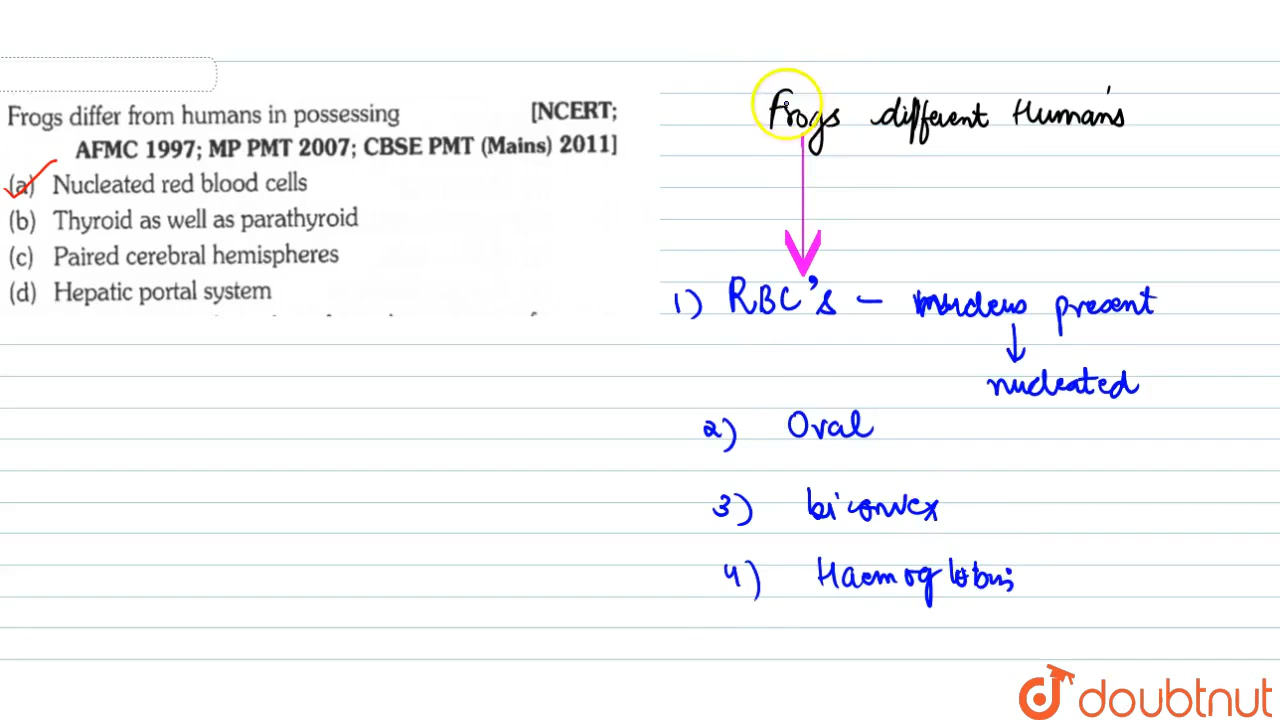 Frogs differ from humans in possessing [NCERT;
AFMC 1997; MP PMT 2007; CBSE PMT (Mains) 2011]
(a) Nucleated red blood cells
(b) Thyroid as well as parathyroid
(c) Paired cerebral hemispheres
(d) Hepatic portal system
Frogs different Human's
1) RBC's - nucleus present
nucleated
2) Oval
3) biconvex
4) Haemoglobin
doubtnut